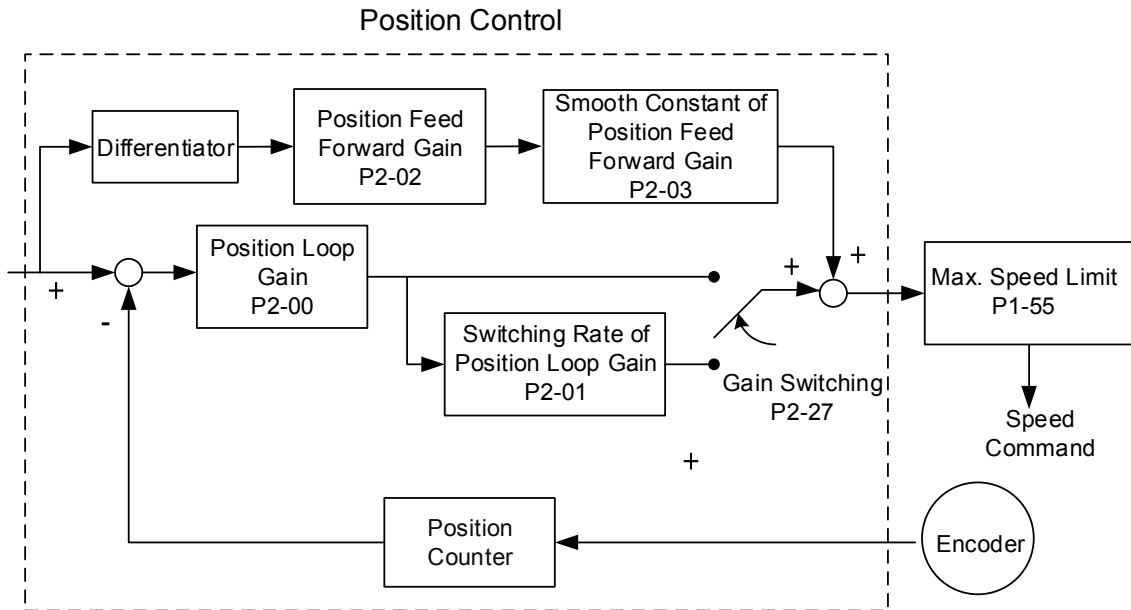 Position Control
Differentiator
Position Feed
Forward Gain
P2-02
Smooth Constant of
Position Feed
Forward Gain
P2-03
+
-
Position Loop
Gain
P2-00
Switching Rate of
Position Loop Gain
P2-01
+
+
Gain Switching
P2-27
+
Max. Speed Limit
P1-55
Speed
Command
Position
Counter
Encoder